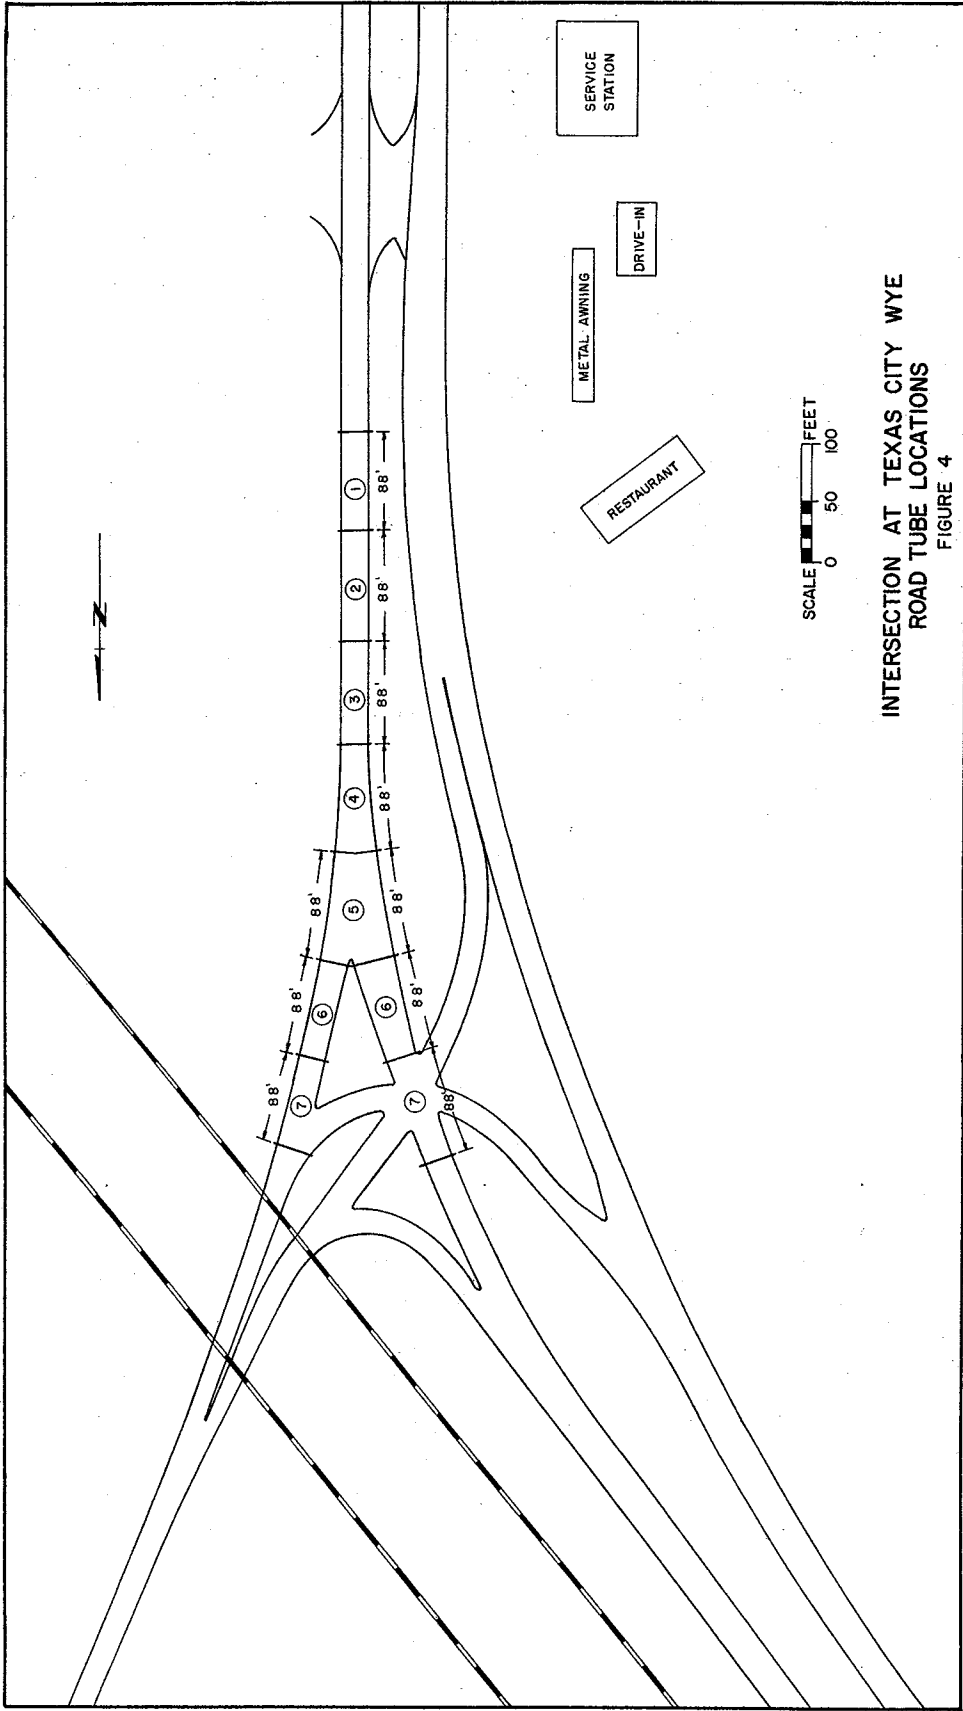 N
88'
88'
88'
7
6
5
4
3
2
1
7
6
88'
88'
88'
88'
88'
88'
88'
METAL AWNING
SERVICE
STATION
DRIVE-IN
RESTAURANT
SCALE FEET
0 50 100
INTERSECTION AT TEXAS CITY WYE
ROAD TUBE LOCATIONS
FIGURE 4